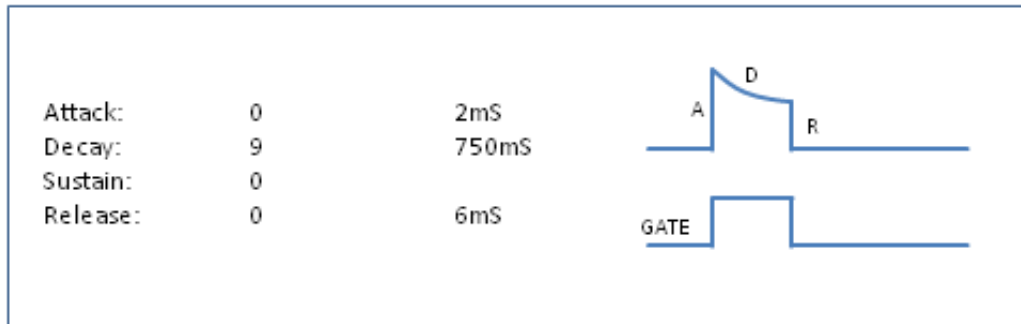 Attack: 0 2mS
Decay: 9 750mS
Sustain: 0
Release: 0 6mS
D
A
R
GATE